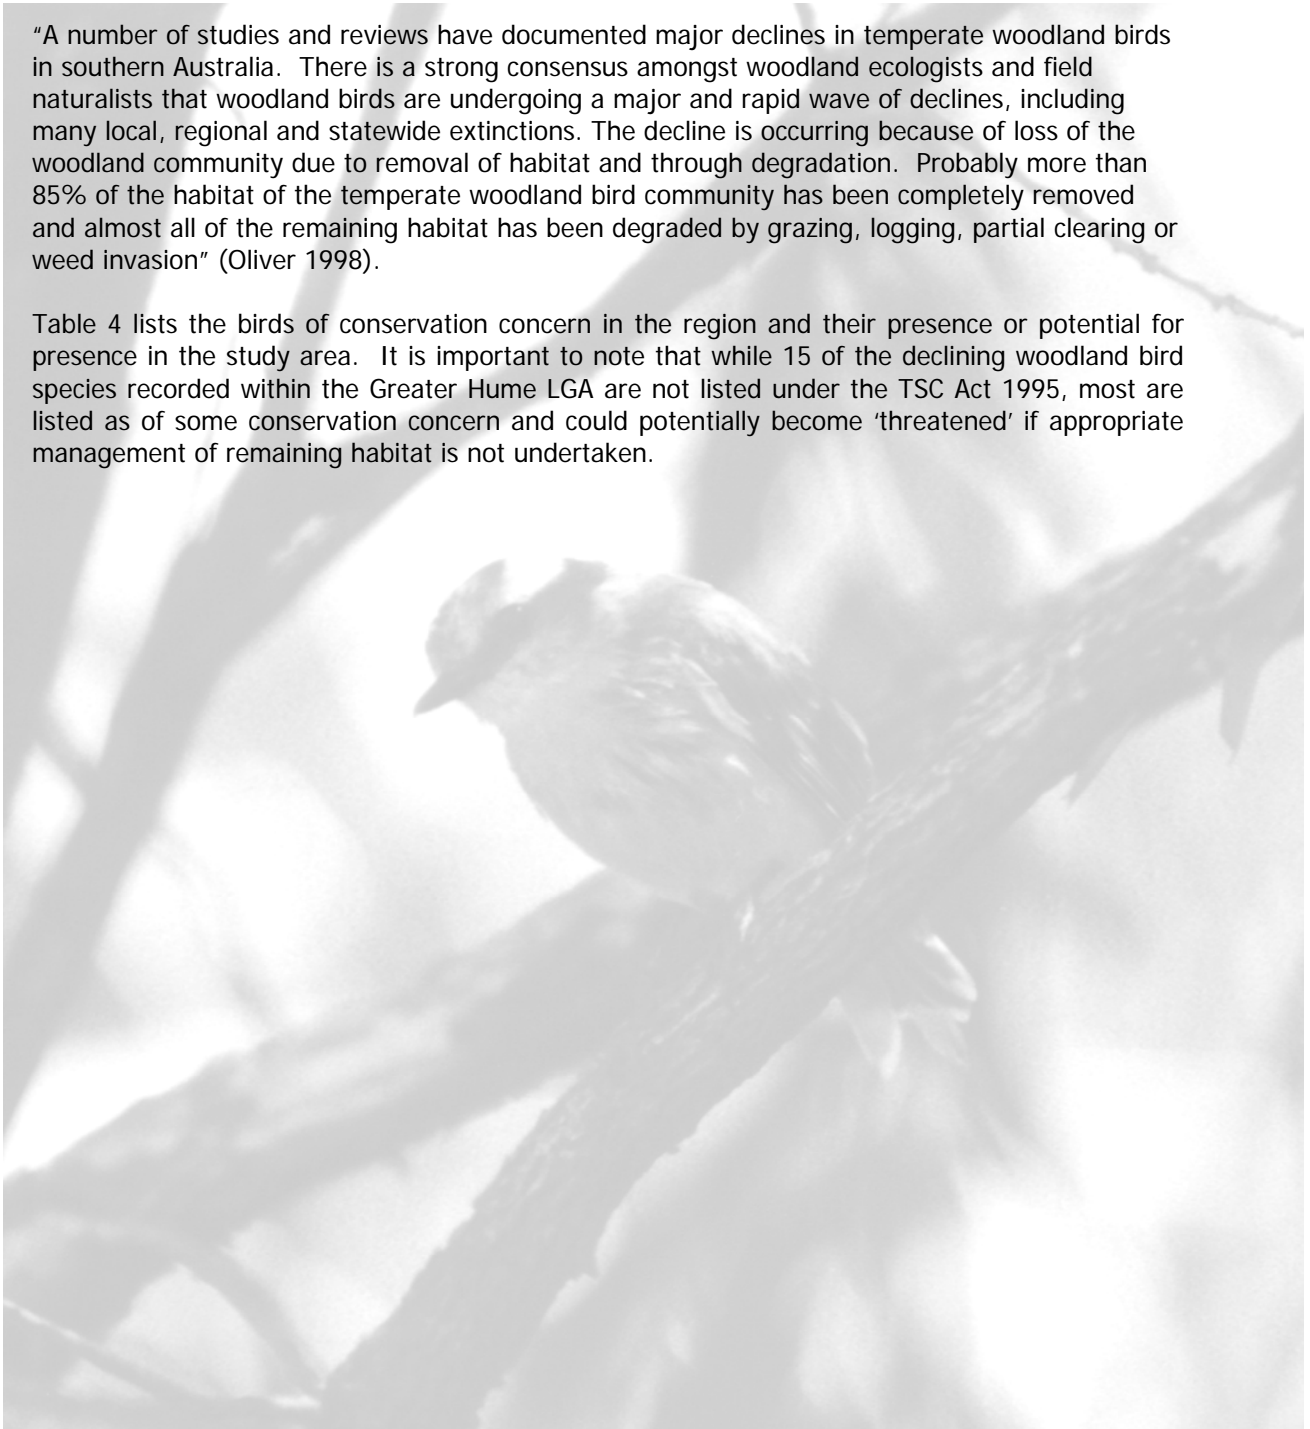 “A number of studies and reviews have documented major declines in temperate woodland birds
in southern Australia.  There is a strong consensus amongst woodland ecologists and field
naturalists that woodland birds are undergoing a major and rapid wave of declines, including
many local, regional and statewide extinctions. The decline is occurring because of loss of the
woodland community due to removal of habitat and through degradation.  Probably more than
85% of the habitat of the temperate woodland bird community has been completely removed
and almost all of the remaining habitat has been degraded by grazing, logging, partial clearing or
weed invasion” (Oliver 1998).
Table 4 lists the birds of conservation concern in the region and their presence or potential for
presence in the study area.  It is important to note that while 15 of the declining woodland bird
species recorded within the Greater Hume LGA are not listed under the TSC Act 1995, most are
listed as of some conservation concern and could potentially become ‘threatened’ if appropriate
management of remaining habitat is not undertaken.